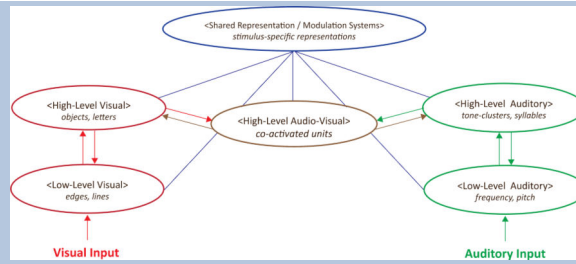 <Shared Representation / Modulation Systems>
stimulus-specific representations
<High-Level Visual>
objects, letters
<High-Level Audio-Visual>
co-activated units
<High-Level Auditory>
tone-clusters, syllables
<Low-Level Visual>
edges, lines
<Low-Level Auditory>
frequency, pitch
Visual Input
Auditory Input